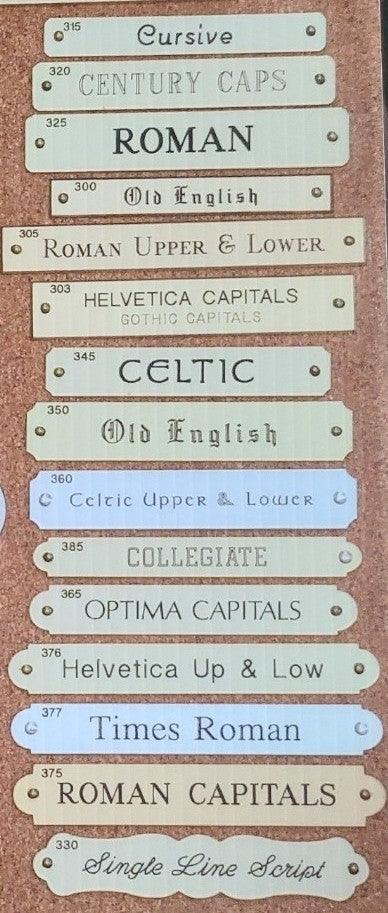 315
Cursive
320
CENTURY CAPS
325
ROMAN
300
Old English
305
ROMAN UPPER & LOWER
303
HELVETICA CAPITALS
GOTHIC CAPITALS
345
CELTIC
350
Old English
360
Celtic Upper & Lower
385
COLLEGIATE
365
OPTIMA CAPITALS
376
Helvetica Up & Low
377
Times Roman
375
ROMAN CAPITALS
330
Single Line Script